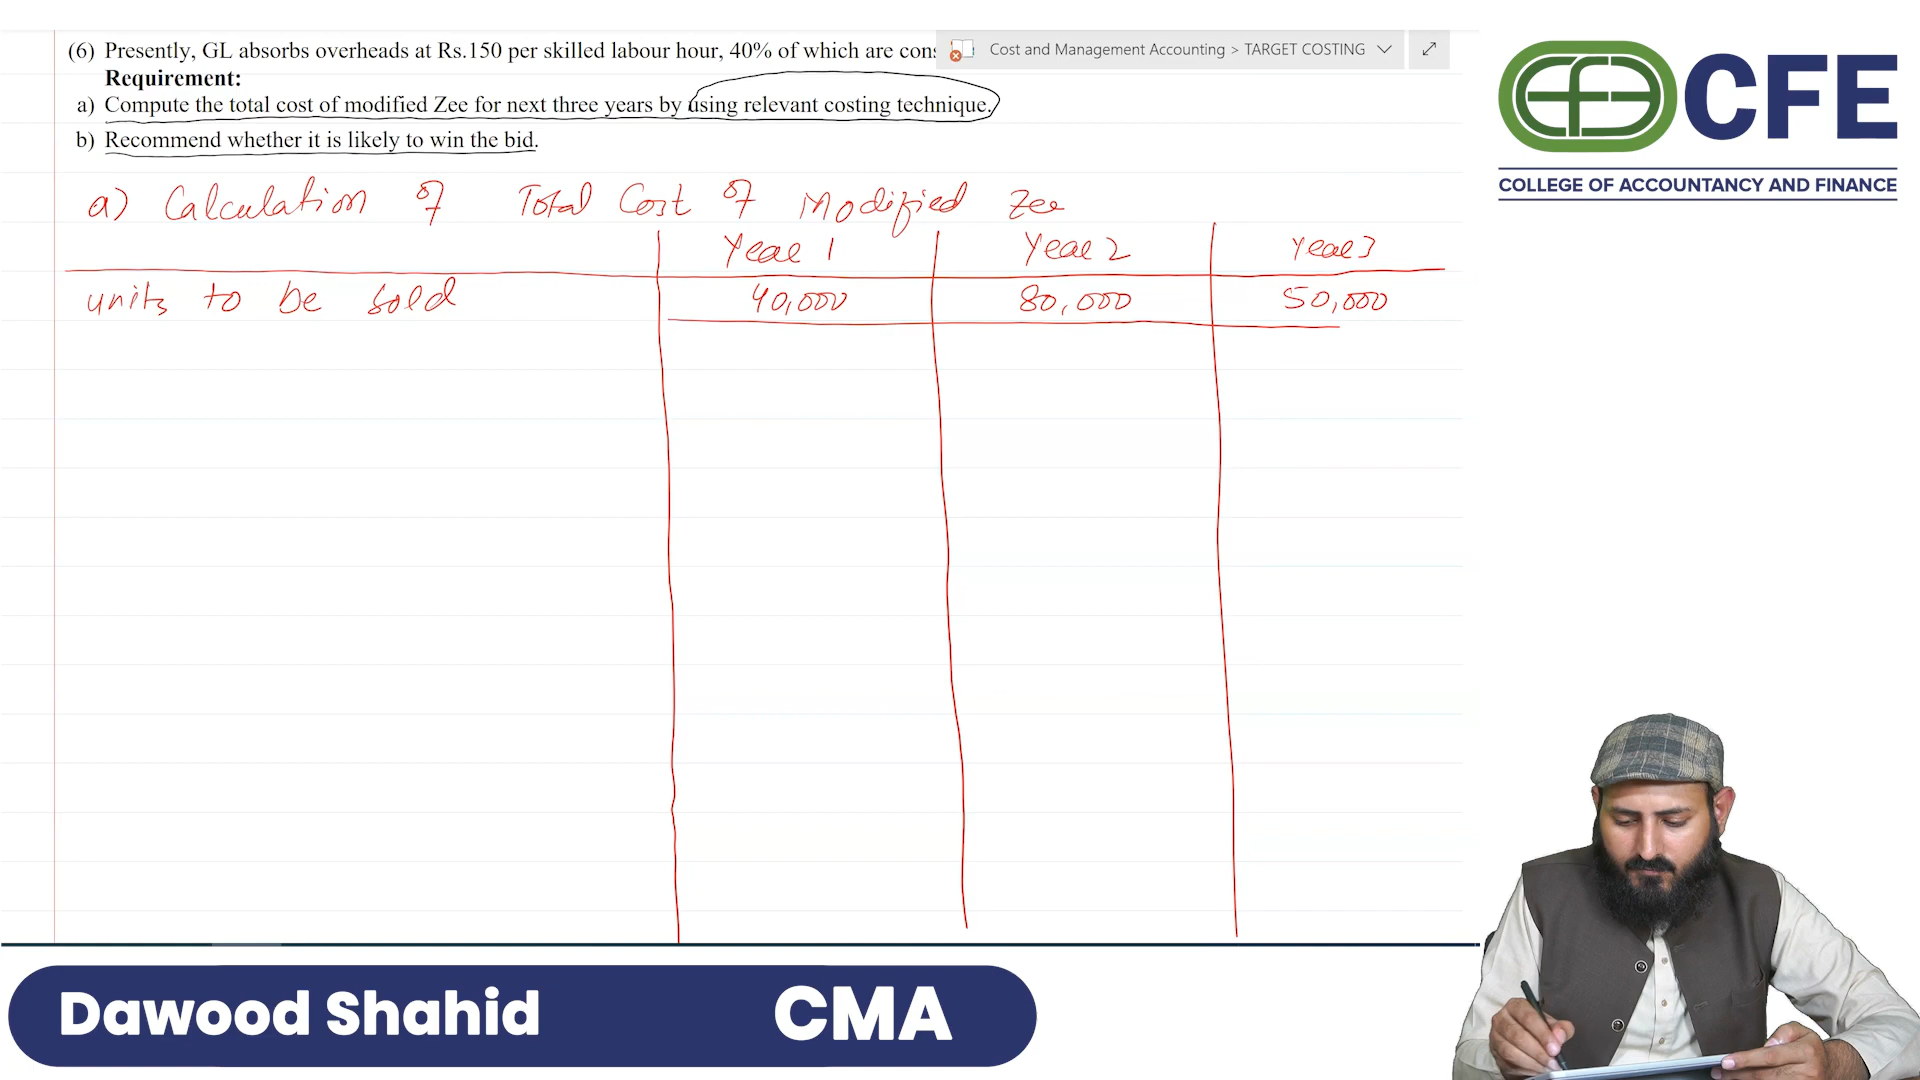 (6) Presently, GL absorbs overheads at Rs.150 per skilled labour hour, 40% of which are cons
Cost and Management Accounting > TARGET COSTING
Requirement:
a) Compute the total cost of modified Zee for next three years by using relevant costing technique.
b) Recommend whether it is likely to win the bid.
a) Calculation of Total Cost of Modified Zee
Year 1 Year 2 Year 3
units to be sold 40,000 80,000 50,000
CFE
COLLEGE OF ACCOUNTANCY AND FINANCE
Dawood Shahid CMA